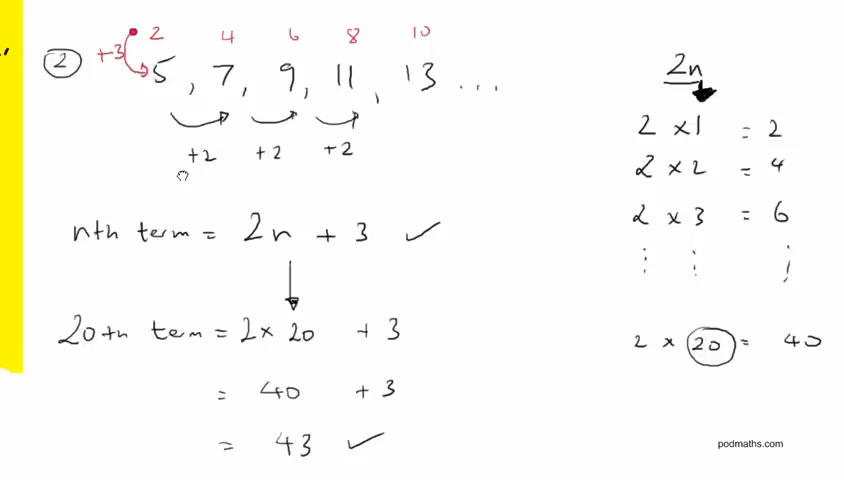 2 4 6 8 10
+3
2 5, 7, 9, 11, 13 ...
+2 +2 +2
nth term = 2n + 3 ✓
20th term = 2 × 20 + 3
= 40 + 3
= 43 ✓
2n
2 × 1 = 2
2 × 2 = 4
2 × 3 = 6
⋮ ⋮ ⋮
2 × 20 = 40
podmaths.com